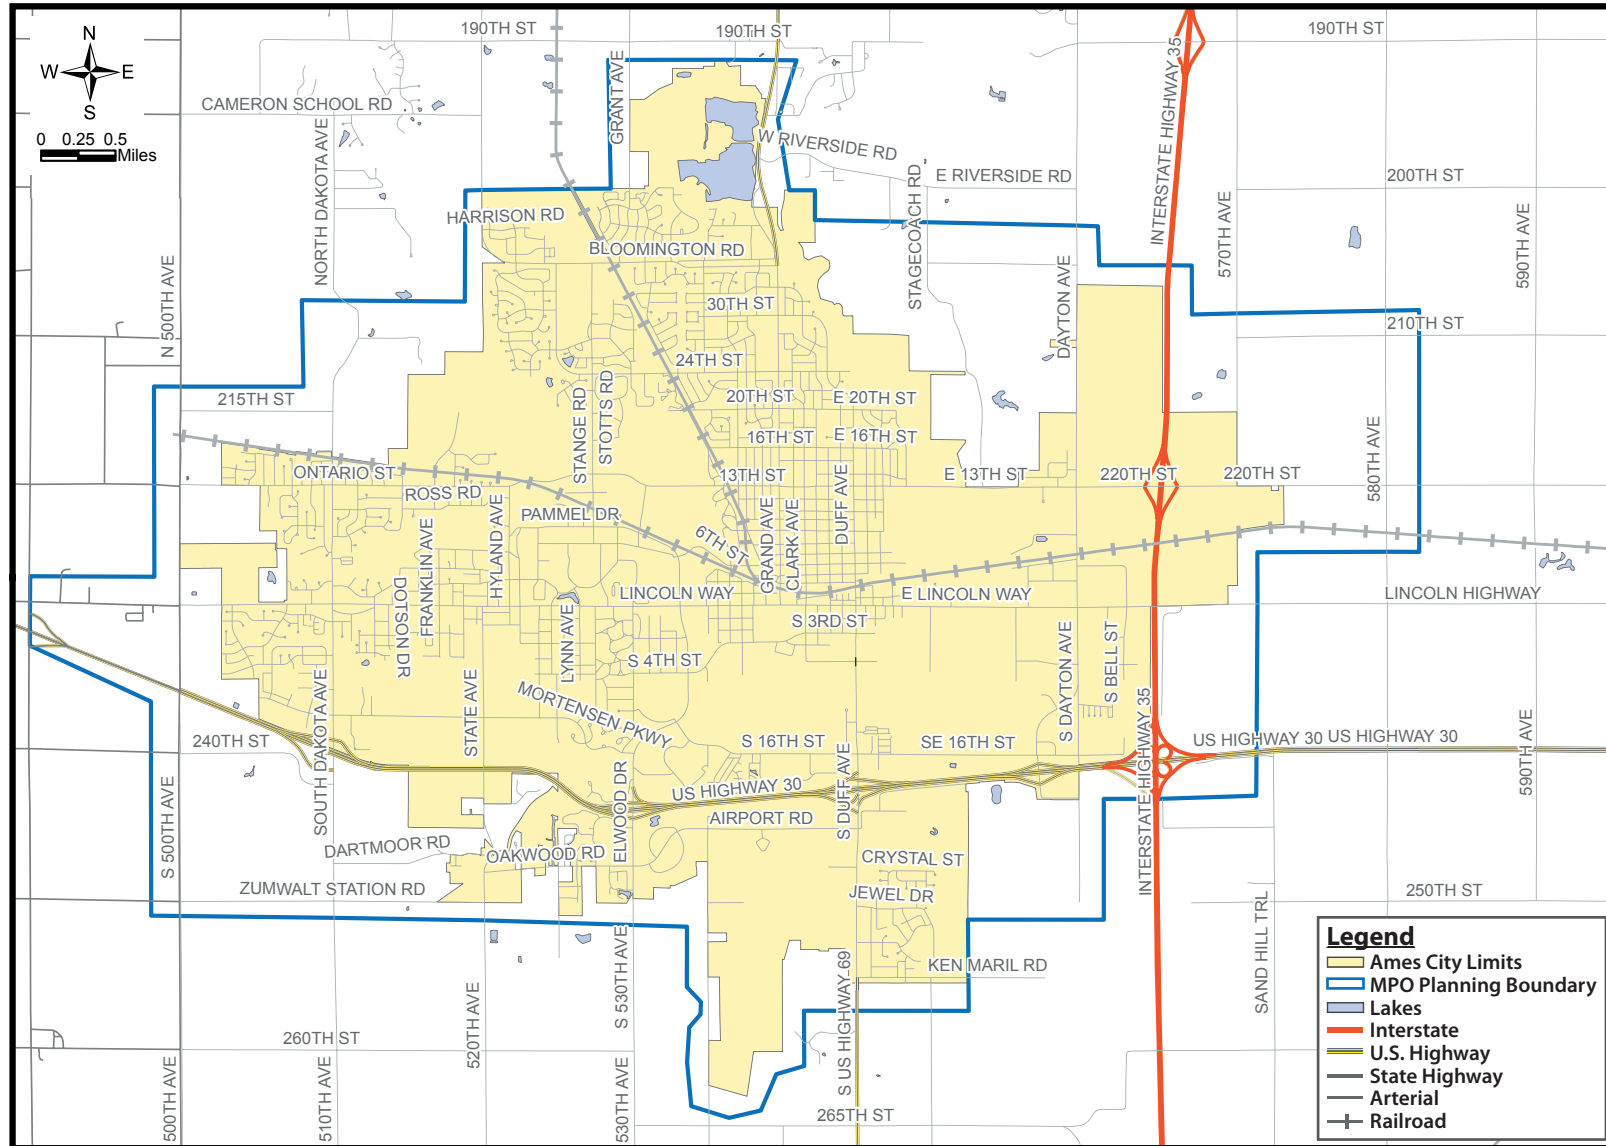 N
W E
S
0 0.25 0.5
Miles
190TH ST
190TH ST
190TH ST
CAMERON SCHOOL RD
NORTH DAKOTA AVE
GRANT AVE
W RIVERSIDE RD
E RIVERSIDE RD
STAGECOACH RD
INTERSTATE HIGHWAY 35
200TH ST
570TH AVE
590TH AVE
HARRISON RD
BLOOMINGTON RD
N 500TH AVE
DAYTON AVE
30TH ST
210TH ST
24TH ST
215TH ST
STANGE RD
STOTTS RD
20TH ST
E 20TH ST
16TH ST
E 16TH ST
580TH AVE
ONTARIO ST
13TH ST
E 13TH ST
220TH ST
220TH ST
ROSS RD
PAMMEL DR
6TH ST
HYLAND AVE
FRANKLIN AVE
DOTSON DR
GRAND AVE
CLARK AVE
DUFF AVE
LINCOLN WAY
E LINCOLN WAY
LINCOLN HIGHWAY
S 3RD ST
LYNN AVE
S 4TH ST
S DAYTON AVE
S BELL ST
SOUTH DAKOTA AVE
STATE AVE
MORTENSEN PKWY
INTERSTATE HIGHWAY 35
240TH ST
S 16TH ST
SE 16TH ST
US HIGHWAY 30
US HIGHWAY 30
590TH AVE
S 500TH AVE
ELWOOD DR
US HIGHWAY 30
S DUFF AVE
AIRPORT RD
DARTMOOR RD
OAKWOOD RD
CRYSTAL ST
ZUMWALT STATION RD
JEWEL DR
250TH ST
SAND HILL TRL
S 530TH AVE
KEN MARIL RD
S US HIGHWAY 69
520TH AVE
260TH ST
500TH AVE
510TH AVE
530TH AVE
265TH ST
Legend
Ames City Limits
MPO Planning Boundary
Lakes
Interstate
U.S. Highway
State Highway
Arterial
Railroad